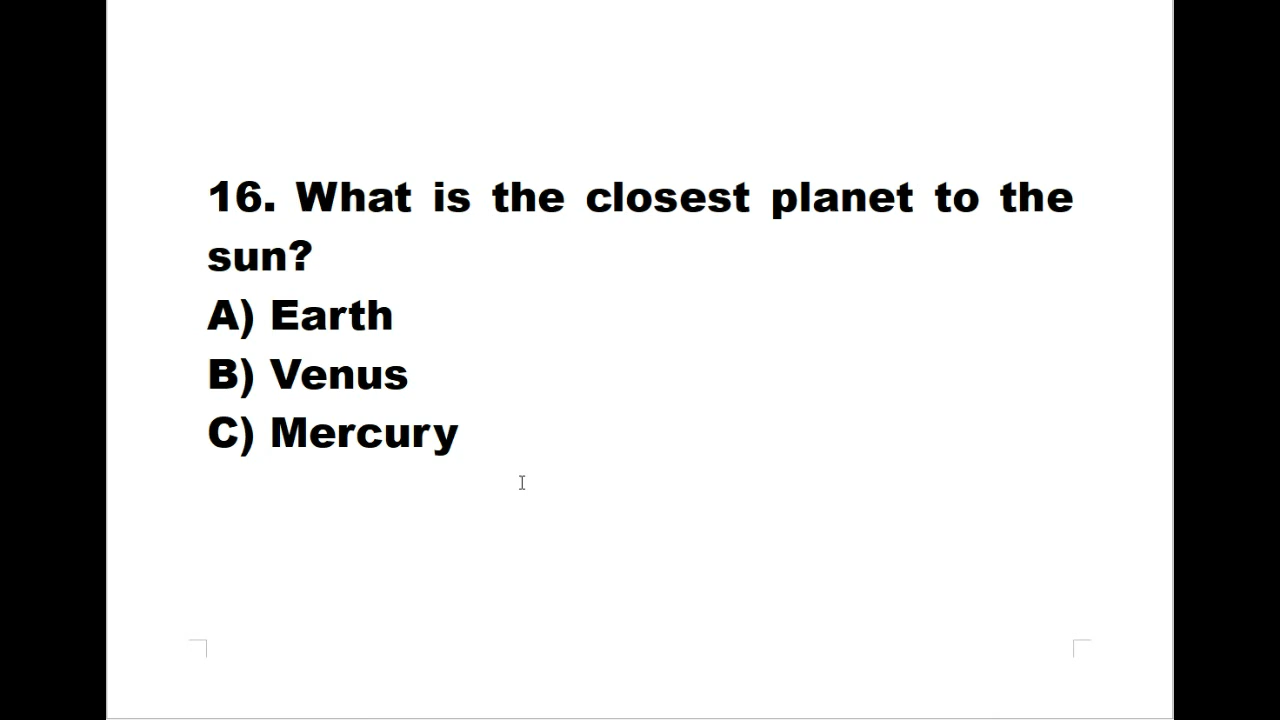 16. What is the closest planet to the
sun?
A) Earth
B) Venus
C) Mercury